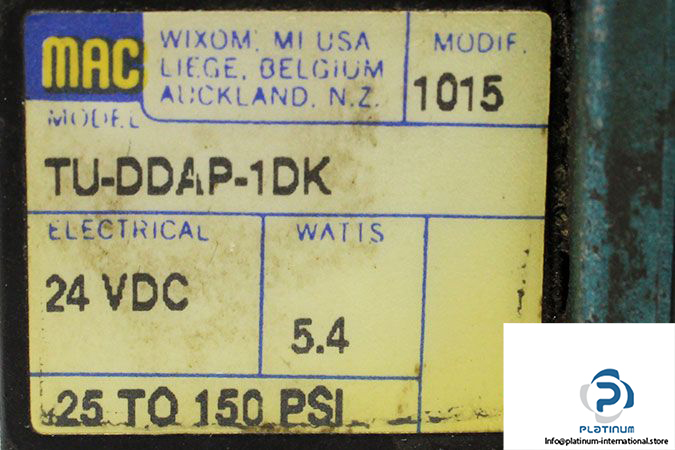 MAC
WIXOM, MI USA
LIEGE, BELGIUM
AUCKLAND, N.Z.
MODIF.
1015
MODEL
TU-DDAP-1DK
ELECTRICAL
24 VDC
WATTS
5.4
25 TO 150 PSI
PLATINUM
info@platinum-international.store